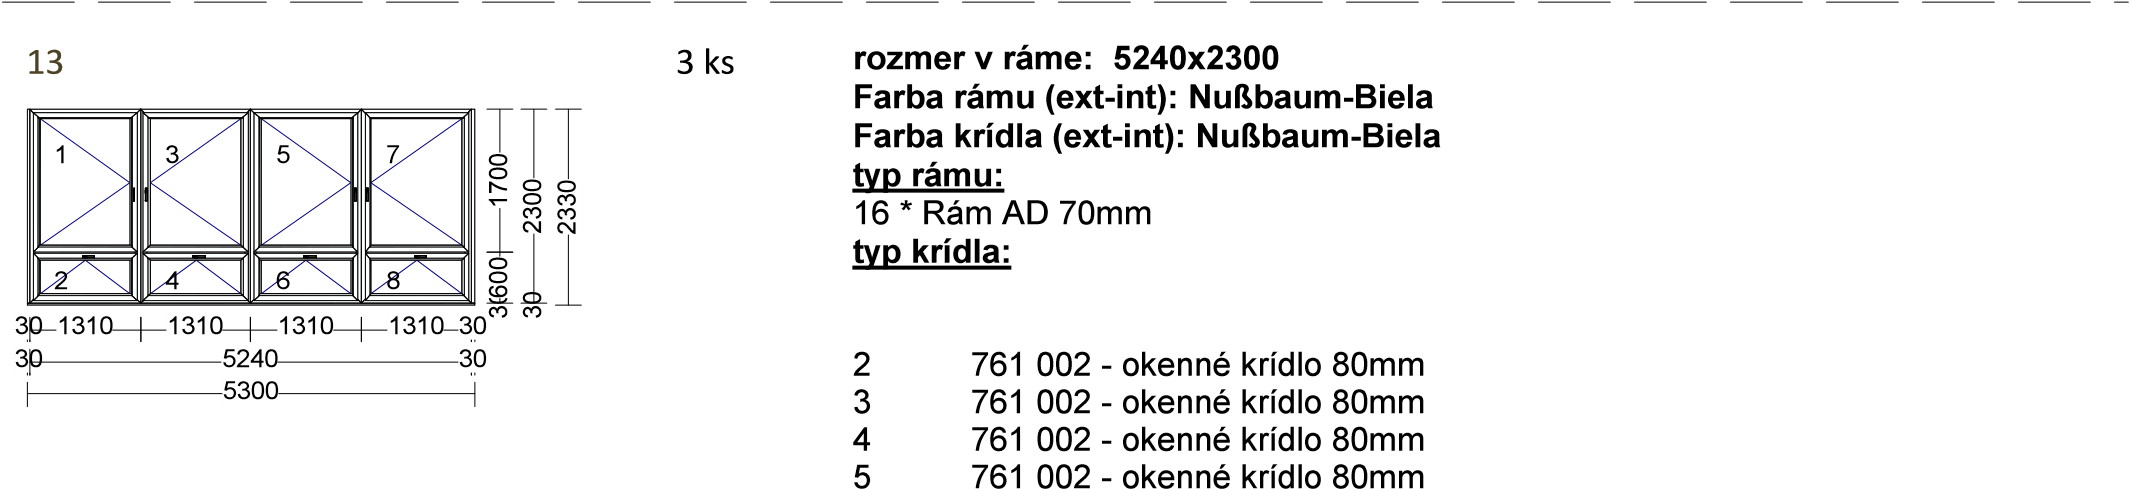 13
3 ks
rozmer v ráme: 5240x2300
Farba rámu (ext-int): Nußbaum-Biela
Farba krídla (ext-int): Nußbaum-Biela
typ rámu:
16 * Rám AD 70mm
typ krídla:
1 3 5 7
2 4 6 8
1700
600
30
2300
30
2330
30 1310 1310 1310 1310 30
30 5240 30
5300
2 761 002 - okenné krídlo 80mm
3 761 002 - okenné krídlo 80mm
4 761 002 - okenné krídlo 80mm
5 761 002 - okenné krídlo 80mm